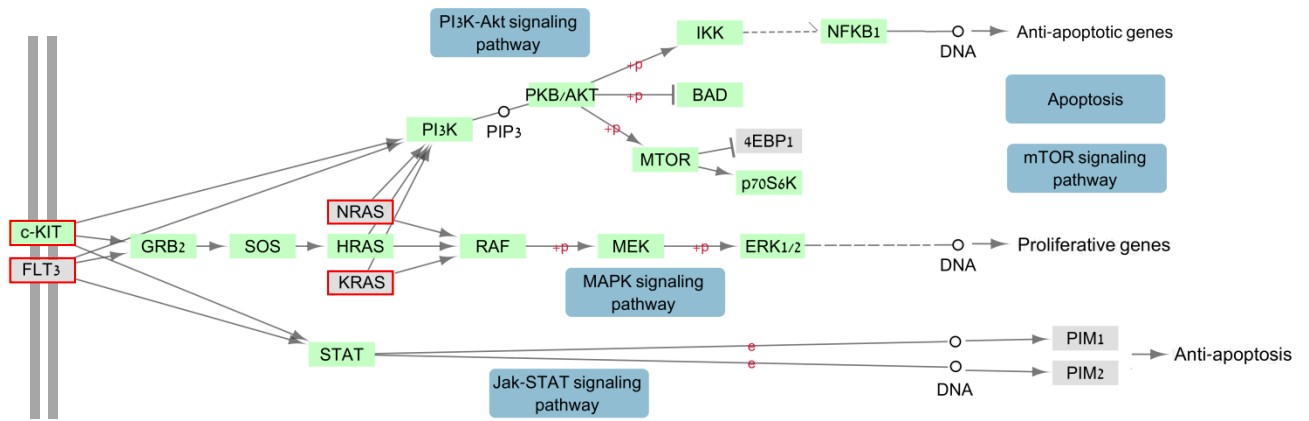 PI3K-Akt signaling
pathway
IKK
NFKB1
DNA
Anti-apoptotic genes
+p
PKB/AKT
+p
BAD
Apoptosis
PI3K
PIP3
+p
MTOR
4EBP1
p70S6K
mTOR signaling
pathway
c-KIT
FLT3
GRB2
SOS
NRAS
HRAS
KRAS
RAF
+p
MEK
+p
ERK1/2
DNA
Proliferative genes
MAPK signaling
pathway
STAT
e
e
DNA
PIM1
PIM2
Anti-apoptosis
Jak-STAT signaling
pathway